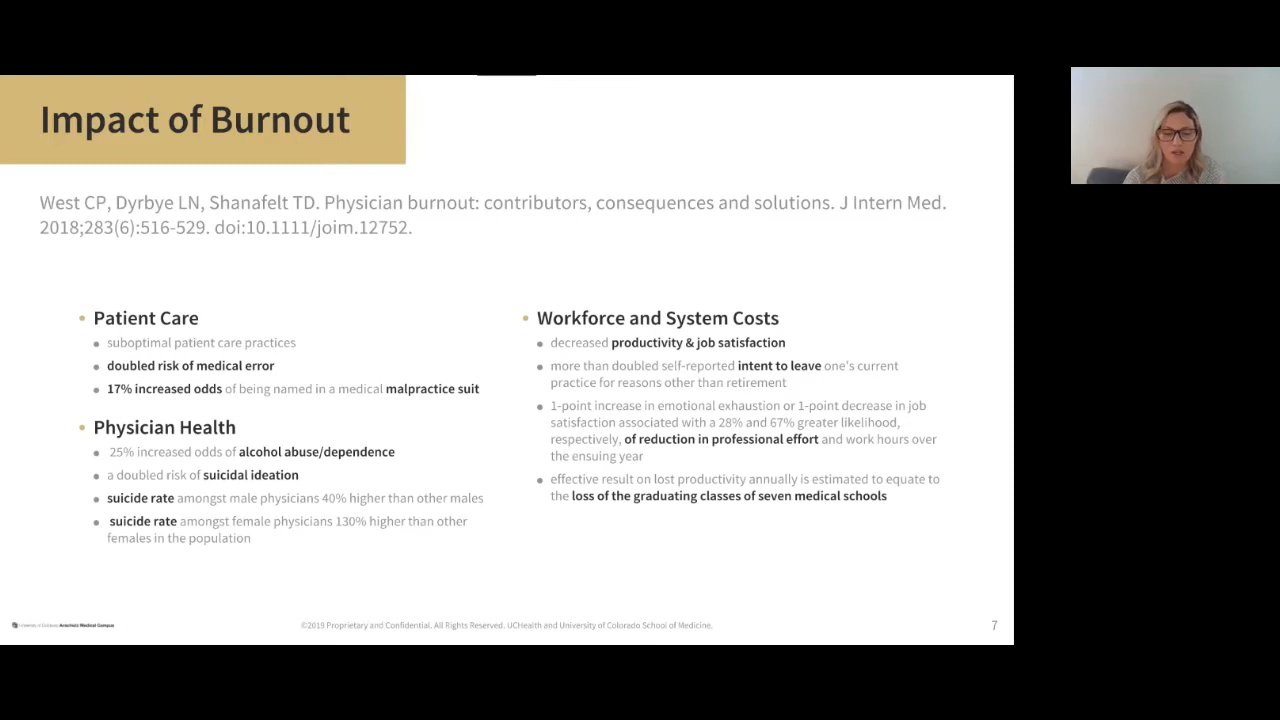 Impact of Burnout
West CP, Dyrbye LN, Shanafelt TD. Physician burnout: contributors, consequences and solutions. J Intern Med.
2018;283(6):516-529. doi:10.1111/joim.12752.
• Patient Care
• suboptimal patient care practices
• doubled risk of medical error
• 17% increased odds of being named in a medical malpractice suit
• Physician Health
• 25% increased odds of alcohol abuse/dependence
• a doubled risk of suicidal ideation
• suicide rate amongst male physicians 40% higher than other males
• suicide rate amongst female physicians 130% higher than other
females in the population
• Workforce and System Costs
• decreased productivity & job satisfaction
• more than doubled self-reported intent to leave one's current
practice for reasons other than retirement
• 1-point increase in emotional exhaustion or 1-point decrease in job
satisfaction associated with a 28% and 67% greater likelihood,
respectively, of reduction in professional effort and work hours over
the ensuing year
• effective result on lost productivity annually is estimated to equate to
the loss of the graduating classes of seven medical schools
University of Colorado Anschutz Medical Campus
©2019 Proprietary and Confidential. All Rights Reserved. UCHealth and University of Colorado School of Medicine.
7